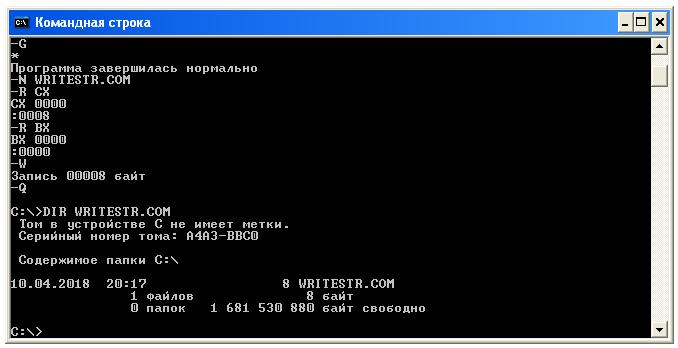 Командная строка
-G
*
Программа завершилась нормально
-N WRITESTR.COM
-R CX
CX 0000
:0008
-R BX
BX 0000
:0000
-W
Запись 00008 байт
-Q
C:\>DIR WRITESTR.COM
Том в устройстве C не имеет метки.
Серийный номер тома: A4A3-BBC0
Содержимое папки C:\
10.04.2018  20:17                 8 WRITESTR.COM
1 файлов              8 байт
0 папок   1 681 530 880 байт свободно
C:\>